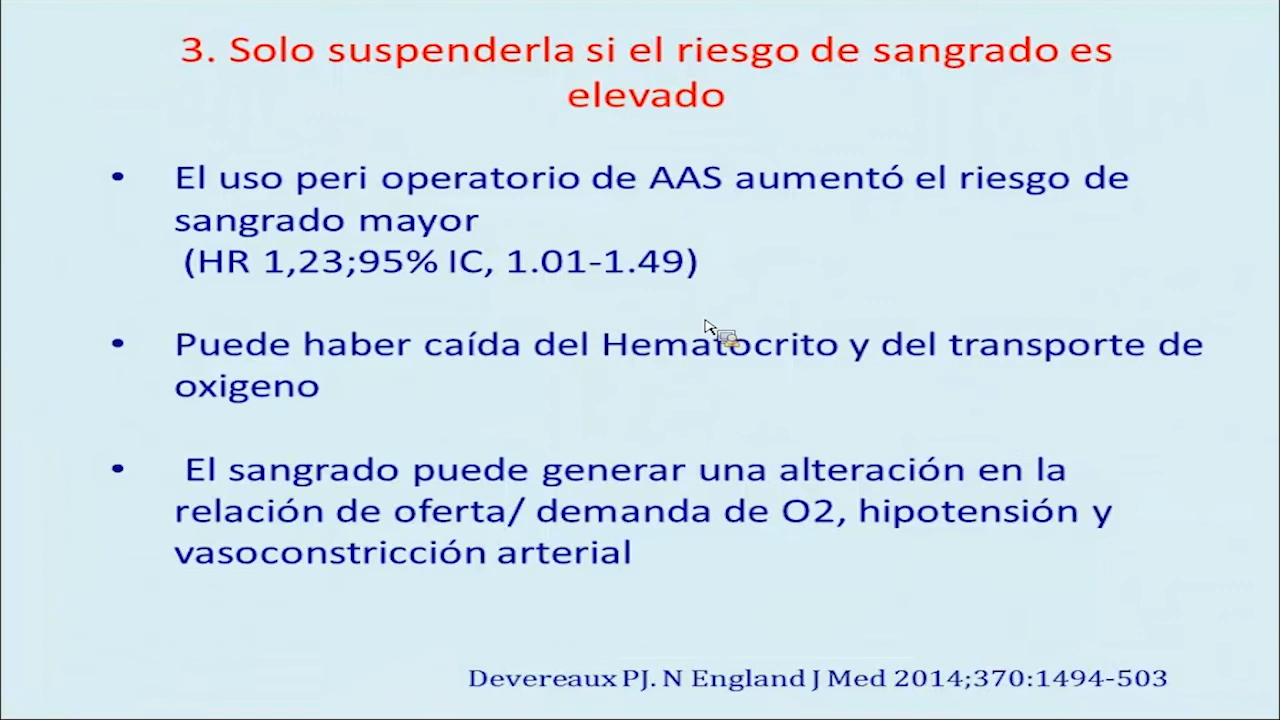 3. Solo suspenderla si el riesgo de sangrado es
elevado
• El uso peri operatorio de AAS aumentó el riesgo de
sangrado mayor
(HR 1,23;95% IC, 1.01-1.49)
• Puede haber caída del Hematocrito y del transporte de
oxigeno
• El sangrado puede generar una alteración en la
relación de oferta/ demanda de O2, hipotensión y
vasoconstricción arterial
Devereaux PJ. N England J Med 2014;370:1494-503